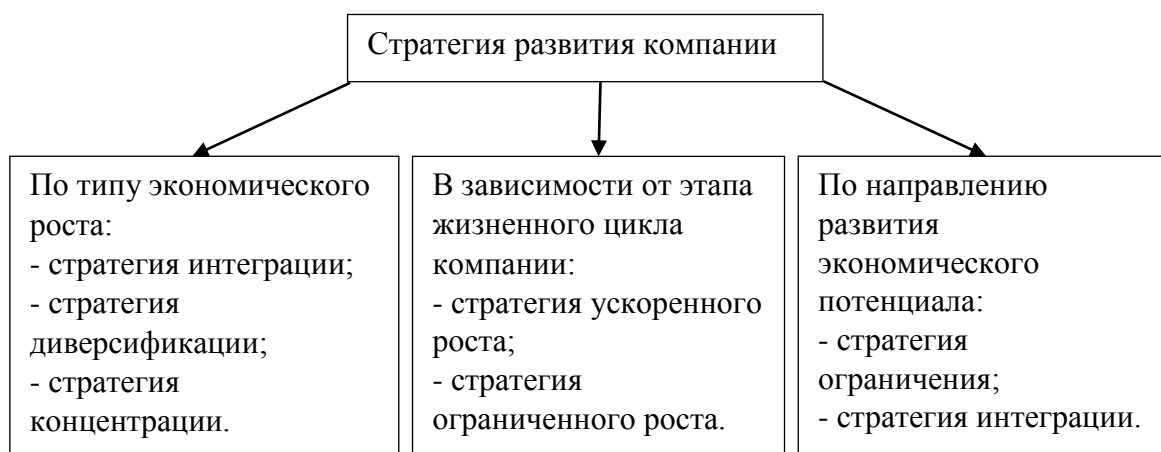 Стратегия развития компании
По типу экономического
роста:
- стратегия интеграции;
- стратегия
диверсификации;
- стратегия
концентрации.
В зависимости от этапа
жизненного цикла
компании:
- стратегия ускоренного
роста;
- стратегия
ограниченного роста.
По направлению
развития
экономического
потенциала:
- стратегия
ограничения;
- стратегия интеграции.